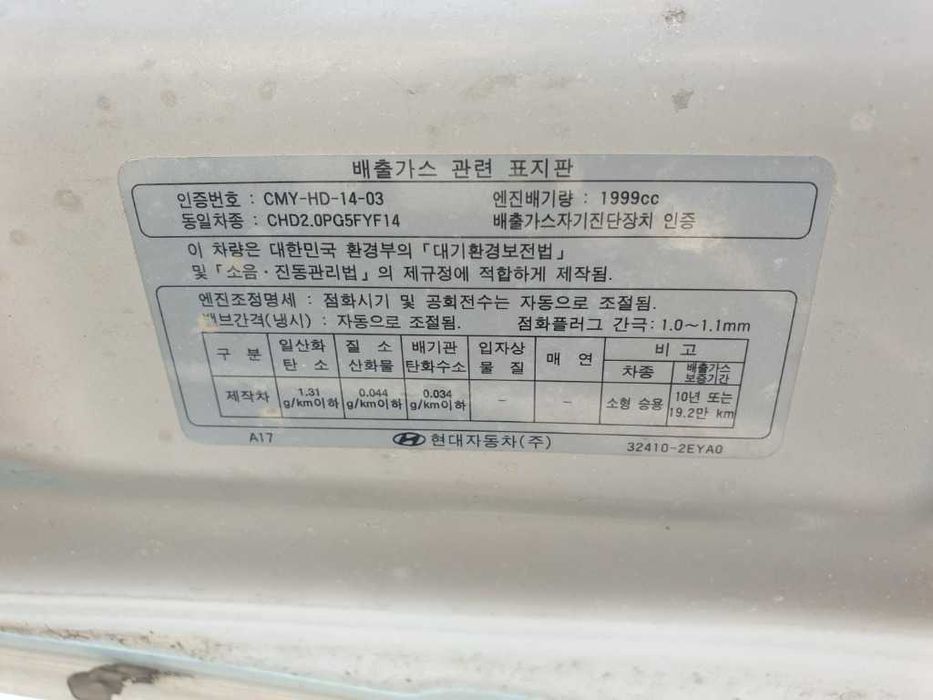 배출가스 관련 표지판
인증번호 : CMY-HD-14-03 엔진배기량 : 1999cc
동일차종 : CHD2.0PG5FYF14 배출가스자기진단장치 인증
이 차량은 대한민국 환경부의 「대기환경보전법」
및 「소음·진동관리법」의 제규정에 적합하게 제작됨.
엔진조정명세 : 점화시기 및 공회전수는 자동으로 조절됨.
밸브간격(냉시) : 자동으로 조절됨. 점화플러그 간극: 1.0~1.1mm
구 분 일산화 탄 소 질 소 산화물 배기관 탄화수소 입자상 물 질 매 연 비 고
차종 배출가스 보증기간
제작차 1.31 g/km이하 0.044 g/km이하 0.034 g/km이하 - - 소형 승용 10년 또는 19.2만 km
A17 현대자동차(주) 32410-2EYA0